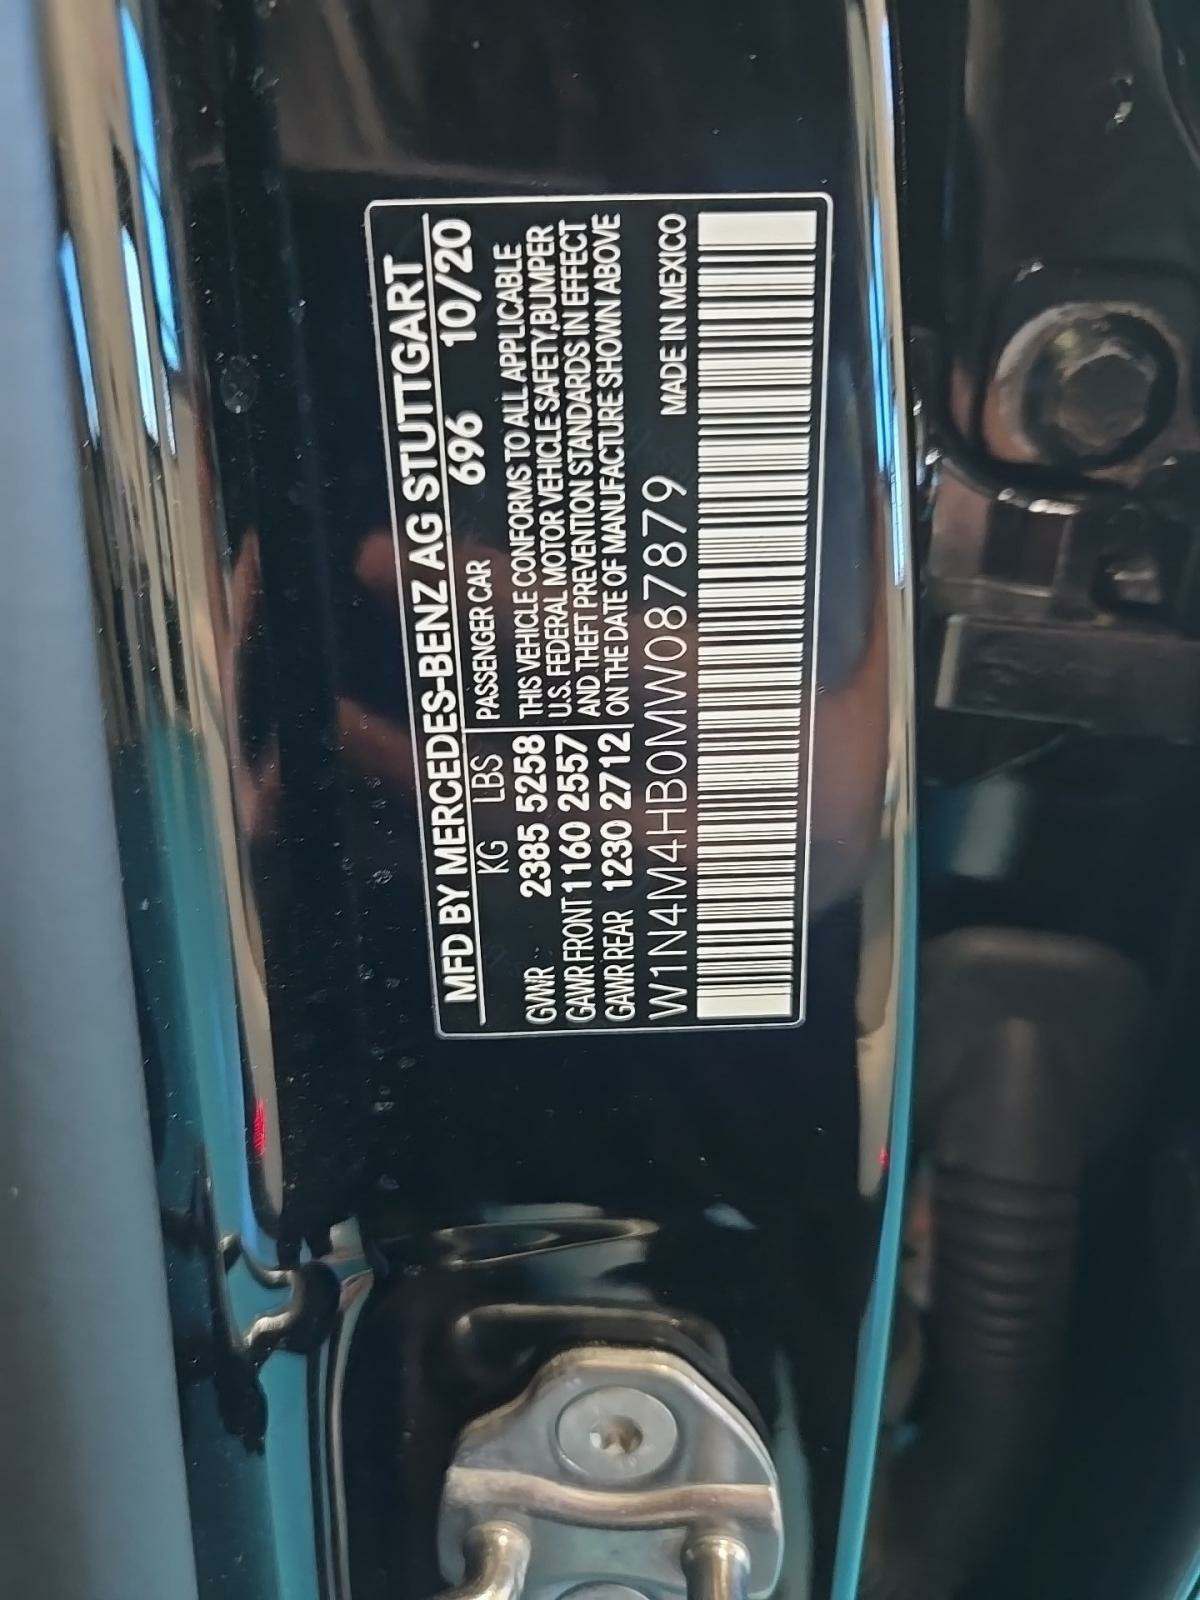 MFD BY MERCEDES-BENZ AG STUTTGART
696 10/20
KG LBS
GVWR 2385 5258
GAWR FRONT 1160 2557
GAWR REAR 1230 2712
PASSENGER CAR
THIS VEHICLE CONFORMS TO ALL APPLICABLE
U.S. FEDERAL MOTOR VEHICLE SAFETY,BUMPER
AND THEFT PREVENTION STANDARDS IN EFFECT
ON THE DATE OF MANUFACTURE SHOWN ABOVE
W1N4M4HB0MW087879 MADE IN MEXICO